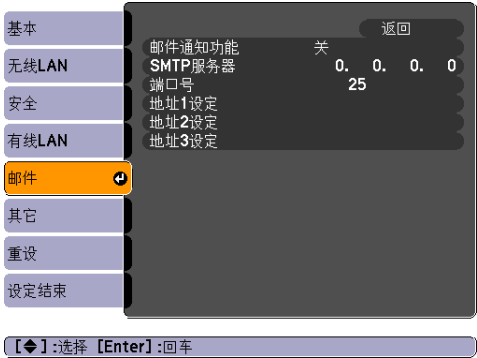 基本
无线LAN
安全
有线LAN
邮件
其它
重设
设定结束
返回
邮件通知功能 关
SMTP服务器 0. 0. 0. 0
端口号 25
地址1设定
地址2设定
地址3设定
[◆]:选择 [Enter]:回车